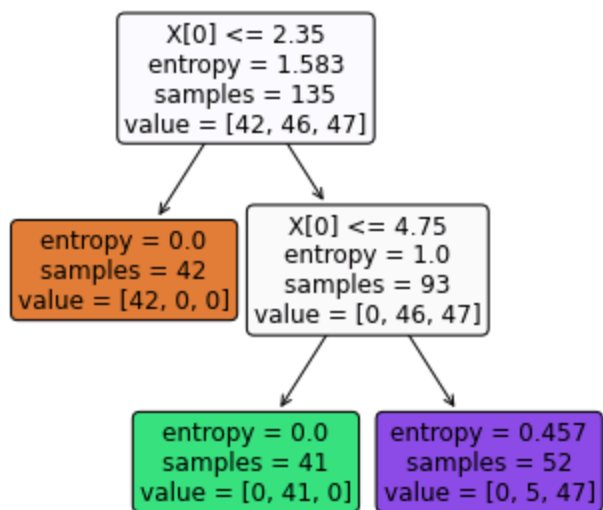 X[0] <= 2.35
entropy = 1.583
samples = 135
value = [42, 46, 47]
entropy = 0.0
samples = 42
value = [42, 0, 0]
X[0] <= 4.75
entropy = 1.0
samples = 93
value = [0, 46, 47]
entropy = 0.0
samples = 41
value = [0, 41, 0]
entropy = 0.457
samples = 52
value = [0, 5, 47]